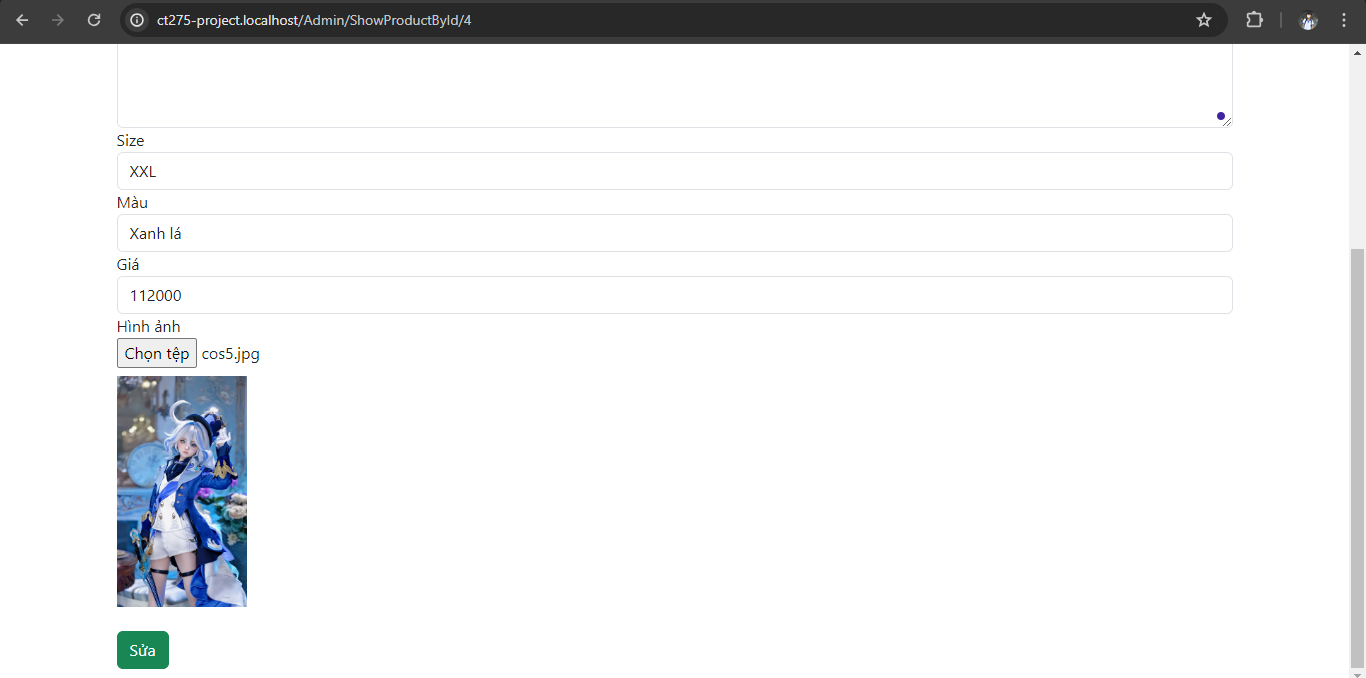 ct275-project.localhost/Admin/ShowProductById/4
Size
XXL
Màu
Xanh lá
Giá
112000
Hình ảnh
Chọn tệp cos5.jpg
Sửa